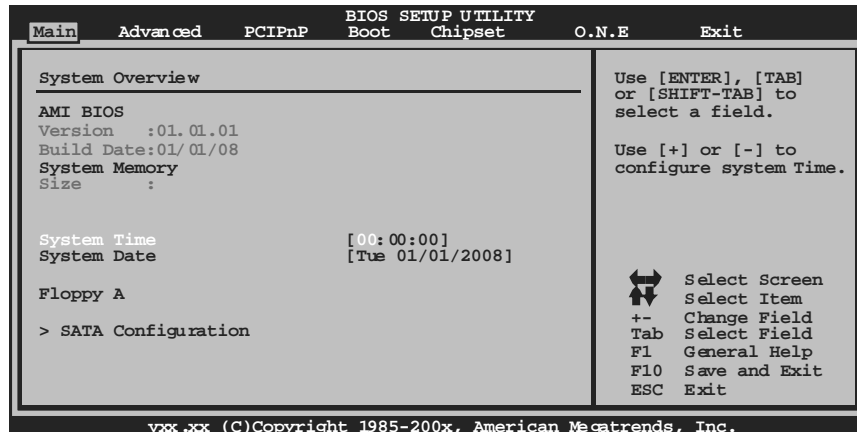 BIOS SETUP UTILITY
Main Advanced PCIPnP Boot Chipset O.N.E Exit
System Overview
AMI BIOS
Version :01.01.01
Build Date:01/01/08
System Memory
Size :
System Time [00:00:00]
System Date [Tue 01/01/2008]
Floppy A
> SATA Configuration
Use [ENTER], [TAB]
or [SHIFT-TAB] to
select a field.
Use [+] or [-] to
configure system Time.
Select Screen
Select Item
+- Change Field
Tab Select Field
F1 General Help
F10 Save and Exit
ESC Exit
vxx.xx (C)Copyright 1985-200x, American Megatrends, Inc.